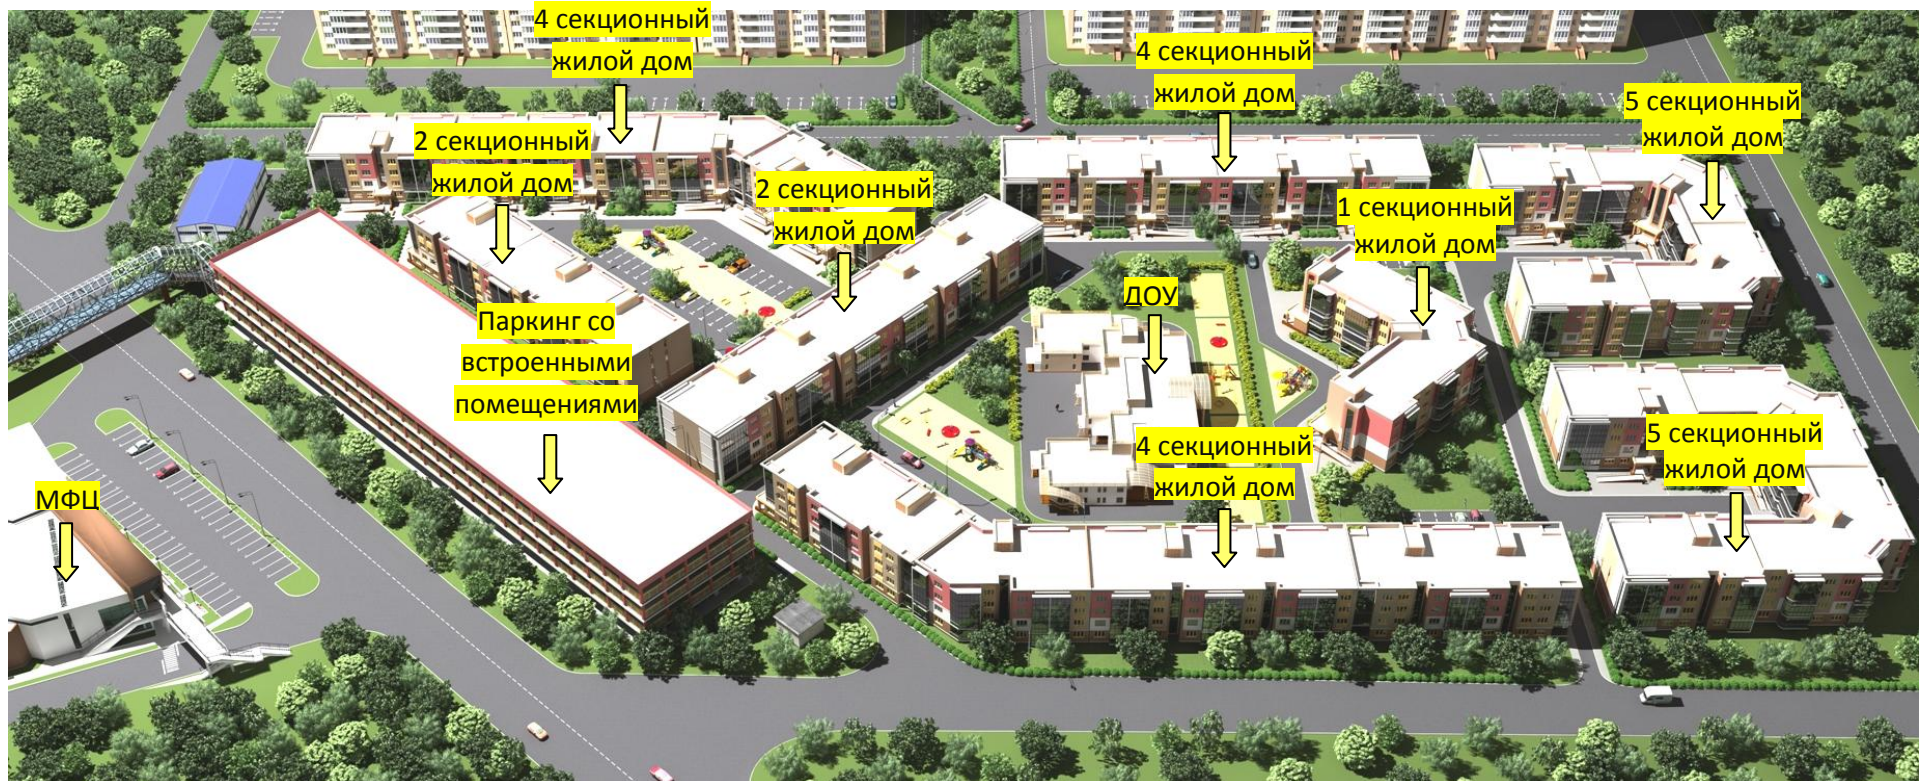 4 секционный
жилой дом
4 секционный
жилой дом
5 секционный
жилой дом
2 секционный
жилой дом
2 секционный
жилой дом
1 секционный
жилой дом
ДОУ
Паркинг со
встроенными
помещениями
4 секционный
жилой дом
5 секционный
жилой дом
МФЦ